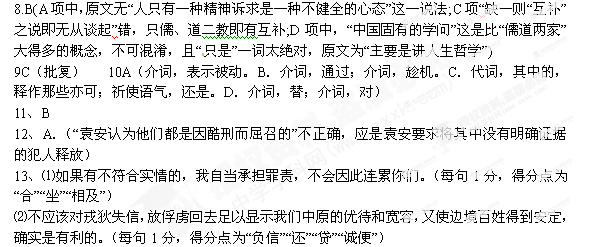 8.B(A项中，原文无“人只有一种精神诉求是一种不健全的心态”这一说法;C项“缺一则“互补”
之说即无从谈起”错，只儒、道二教即有互补;D 项中，“中国固有的学问”这是比“儒道两家”
大得多的概念，不可混淆，且“只是”一词太绝对，原文为“主要是讲人生哲学”)
9C（批复） 10A（介词，表示被动。B．介词，通过；介词，趁机。C．代词，其中的，
释作那些亦可；祈使语气，还是。D．介词，替；介词，对）
11、 B
12、 A.（“袁安认为他们都是因酷刑而屈召的”不正确，应是袁安要求将其中没有明确证据
的犯人释放）
13、⑴如果有不符合实情的，我自当承担罪责，不会因此连累你们。（每句 1 分，得分点为
“合”“坐”“相及”）
⑵不应该对戎狄失信，放俘虏回去足以显示我们中原的优待和宽容，又使边境百姓得到安定，
确实是有利的。（每句 1 分，得分点为“负信”“还”“贷”“诚便”）